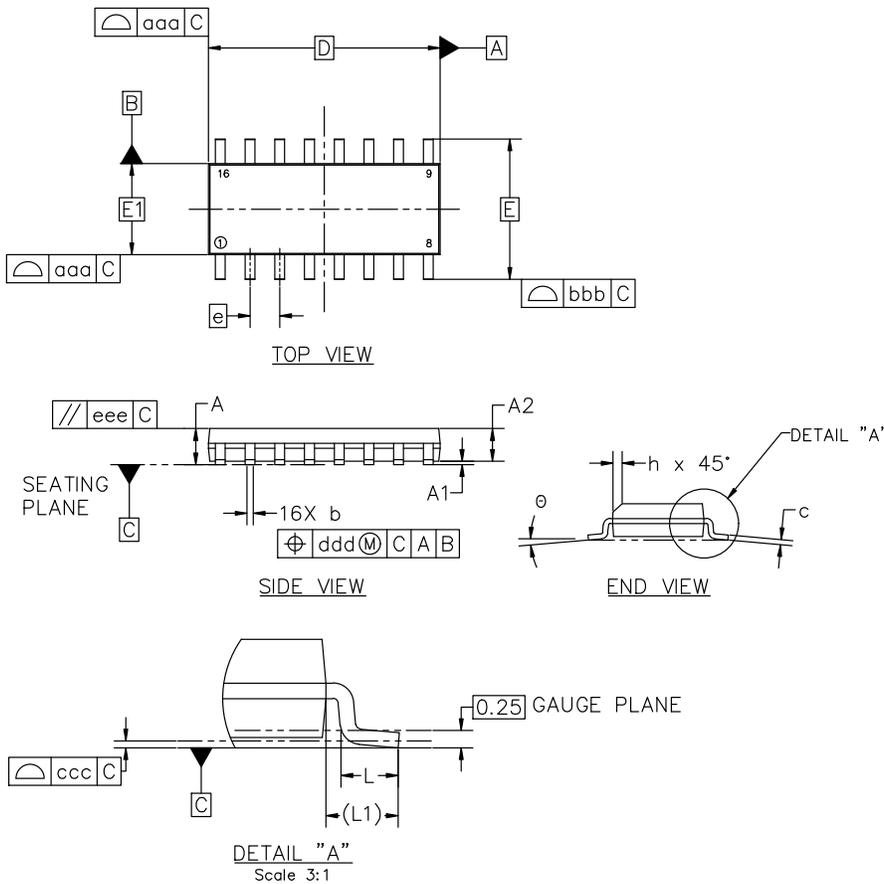 aaa C
D
A
B
16
9
E1
E
1
8
aaa C
bbb C
e
TOP VIEW
// eee C
A
A2
DETAIL "A'
h x 45°
SEATING
PLANE
A1
16X b
θ
c
C
ddd Ⓜ C A B
SIDE VIEW
END VIEW
0.25 GAUGE PLANE
ccc C
L
C
(L1)
DETAIL "A"
Scale 3:1